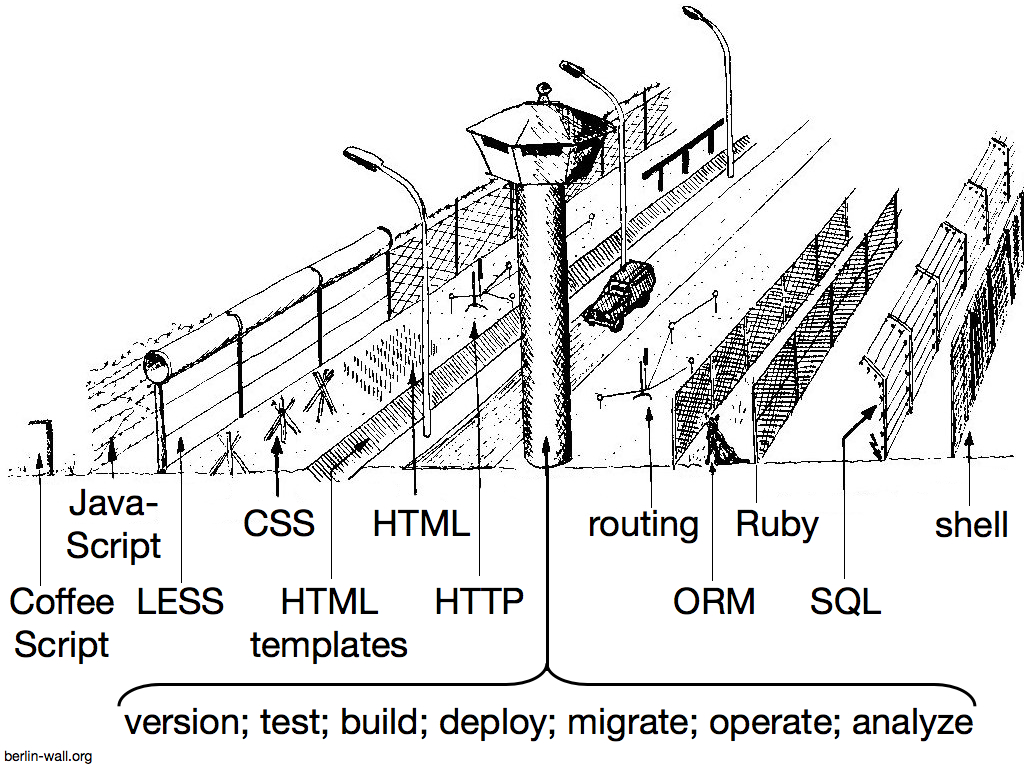 Java-
Script
CSS
HTML
routing
Ruby
shell
Coffee
Script
LESS
HTML
templates
HTTP
ORM
SQL
version; test; build; deploy; migrate; operate; analyze
berlin-wall.org